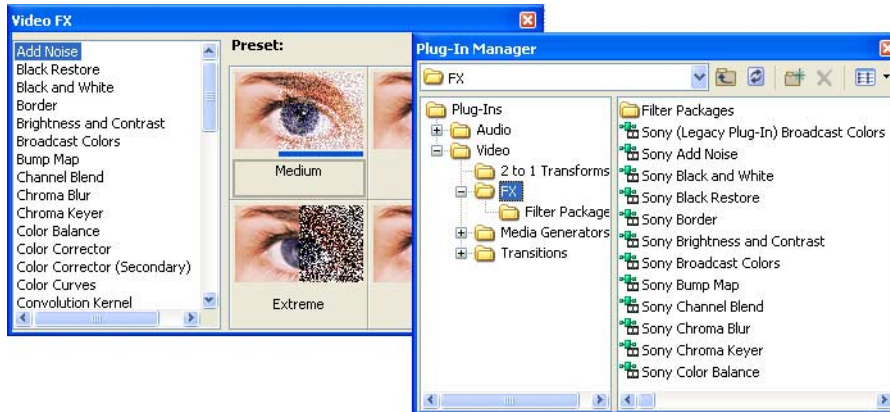 Video FX
Add Noise
Black Restore
Black and White
Border
Brightness and Contrast
Broadcast Colors
Bump Map
Channel Blend
Chroma Blur
Chroma Keyer
Color Balance
Color Corrector
Color Corrector (Secondary)
Color Curves
Convolution Kernel
Preset:
Medium
Extreme
Plug-In Manager
FX
Plug-Ins
Audio
Video
2 to 1 Transforms
FX
Filter Package
Media Generators
Transitions
Filter Packages
Sony (Legacy Plug-In) Broadcast Colors
Sony Add Noise
Sony Black and White
Sony Black Restore
Sony Border
Sony Brightness and Contrast
Sony Broadcast Colors
Sony Bump Map
Sony Channel Blend
Sony Chroma Blur
Sony Chroma Keyer
Sony Color Balance